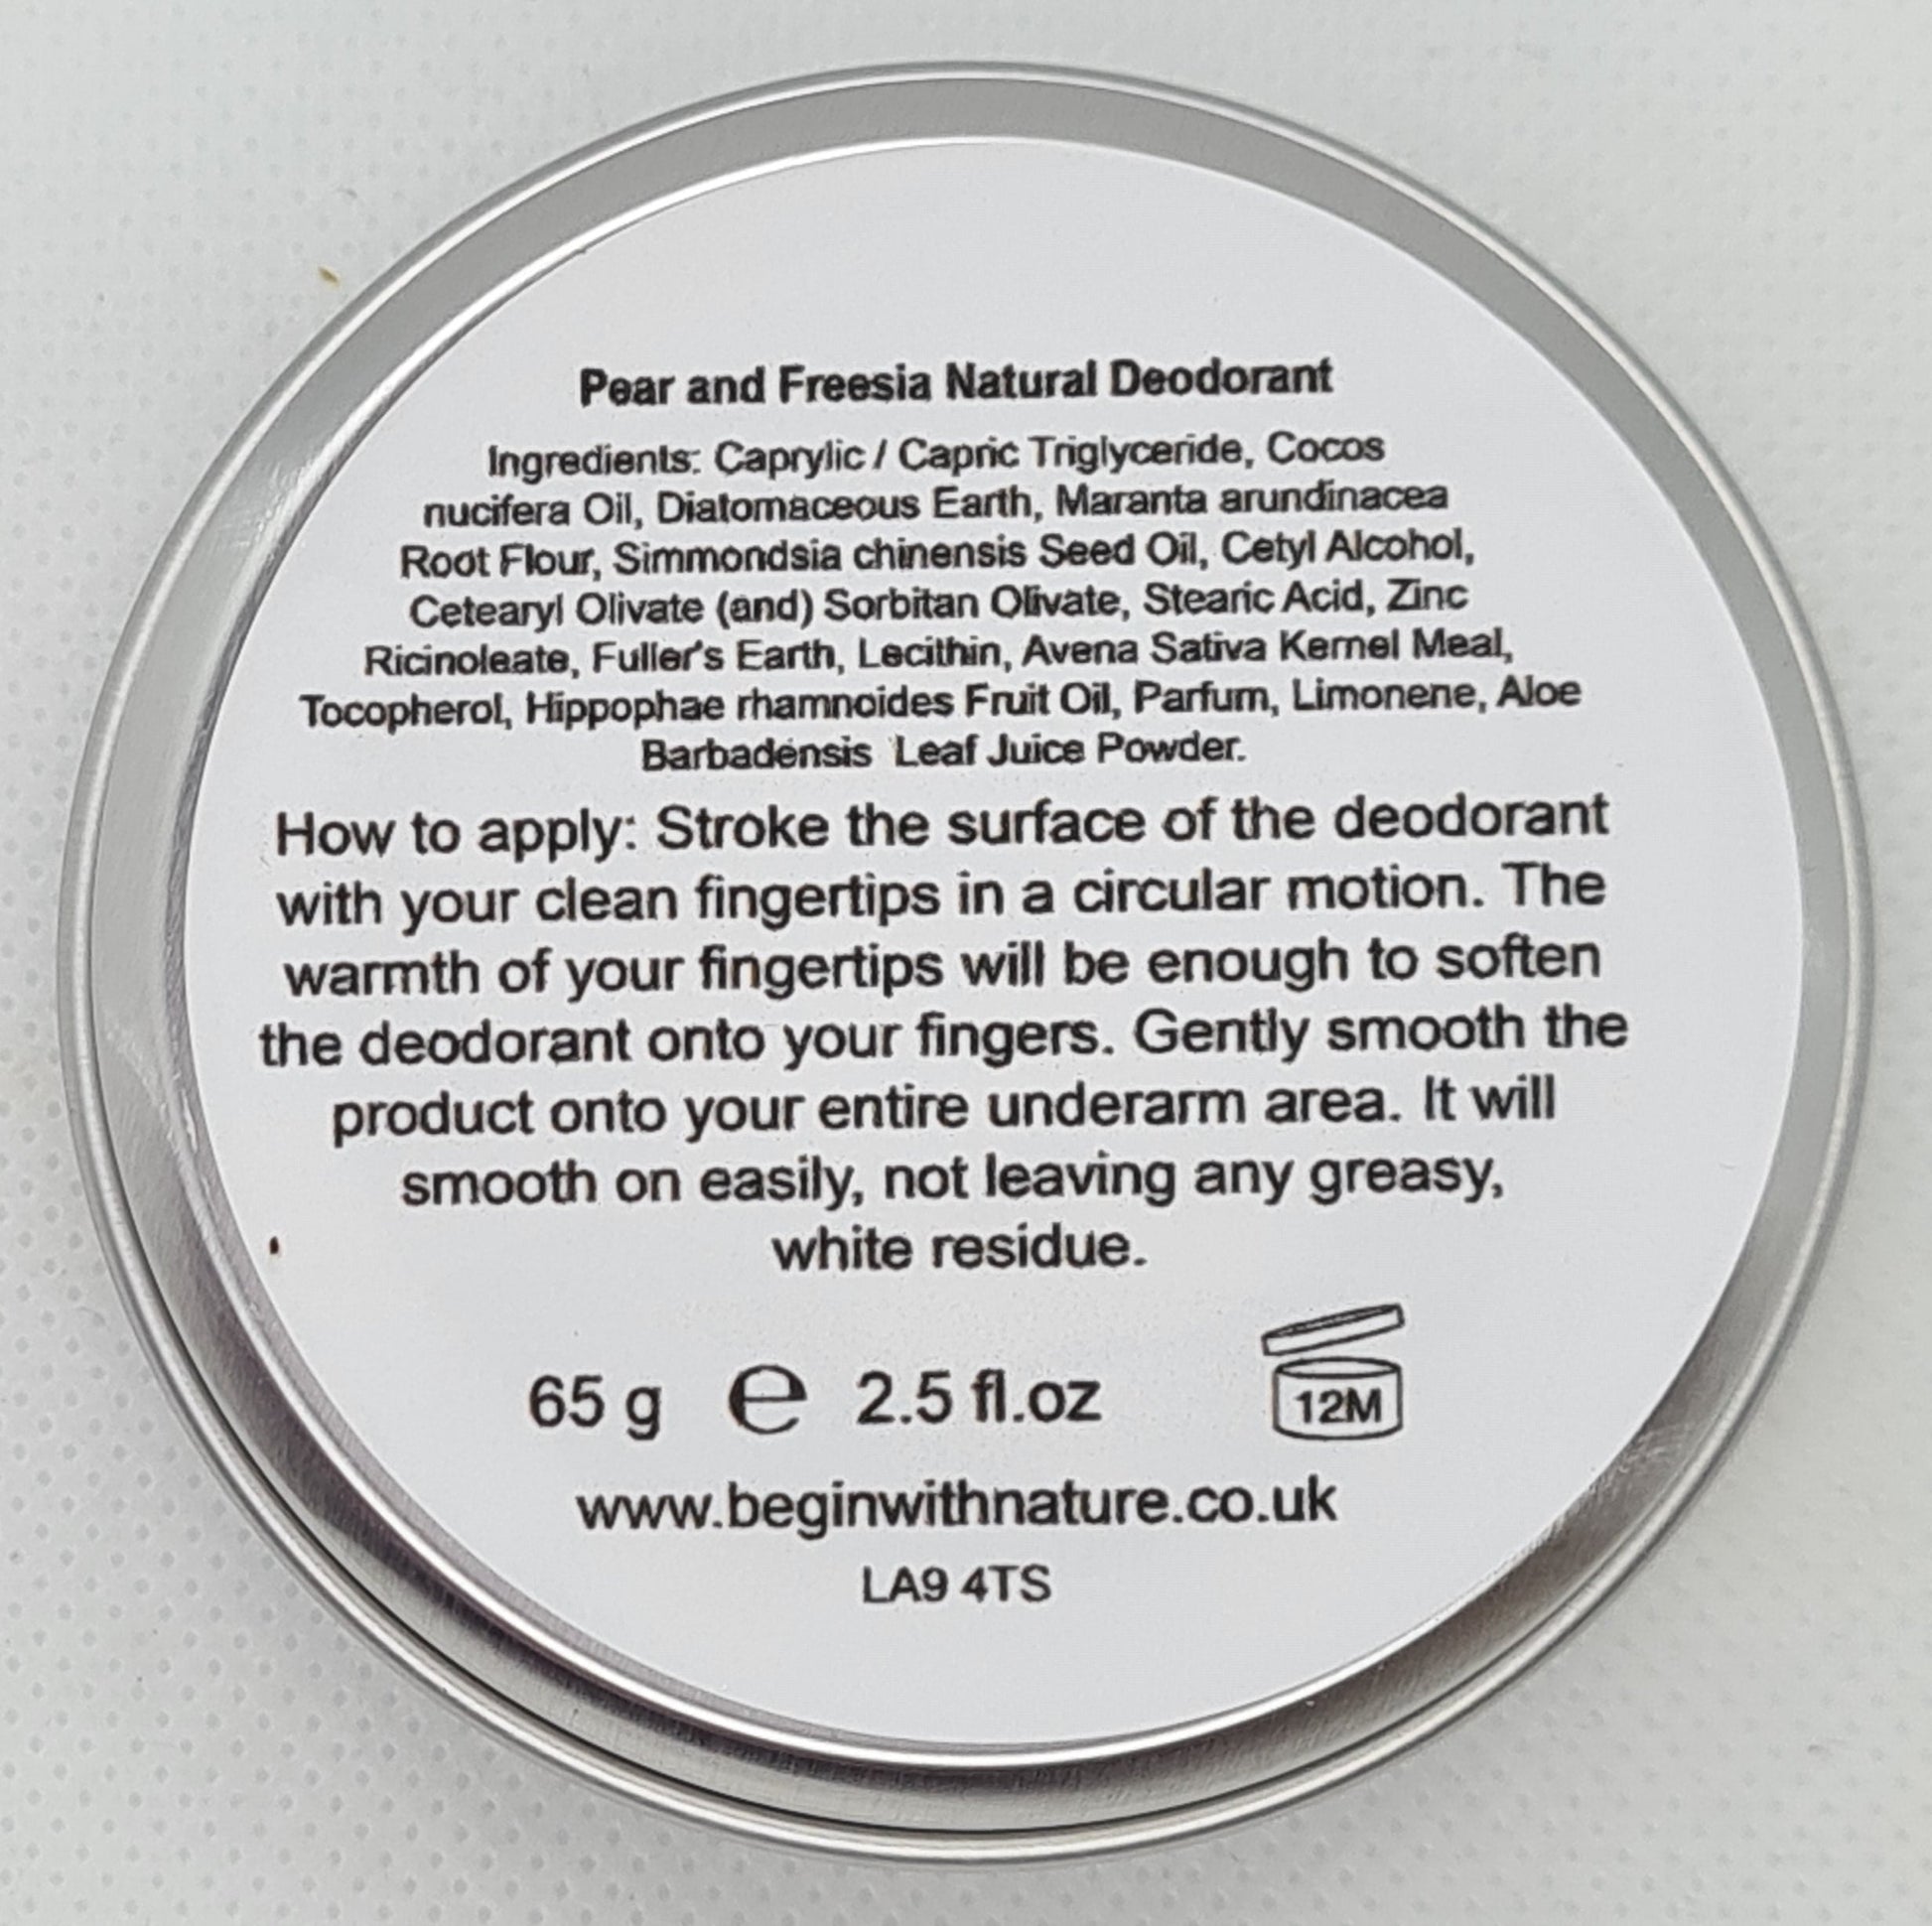 Pear and Freesia Natural Deodorant
Ingredients: Caprylic / Capric Triglyceride, Cocos
nucifera Oil, Diatomaceous Earth, Maranta arundinacea
Root Flour, Simmondsia chinensis Seed Oil, Cetyl Alcohol,
Cetearyl Olivate (and) Sorbitan Olivate, Stearic Acid, Zinc
Ricinoleate, Fuller's Earth, Lecithin, Avena Sativa Kernel Meal,
Tocopherol, Hippophae rhamnoides Fruit Oil, Parfum, Limonene, Aloe
Barbadensis Leaf Juice Powder.
How to apply: Stroke the surface of the deodorant
with your clean fingertips in a circular motion. The
warmth of your fingertips will be enough to soften
the deodorant onto your fingers. Gently smooth the
product onto your entire underarm area. It will
smooth on easily, not leaving any greasy,
white residue.
65 g e 2.5 fl.oz 12M
www.beginwithnature.co.uk
LA9 4TS